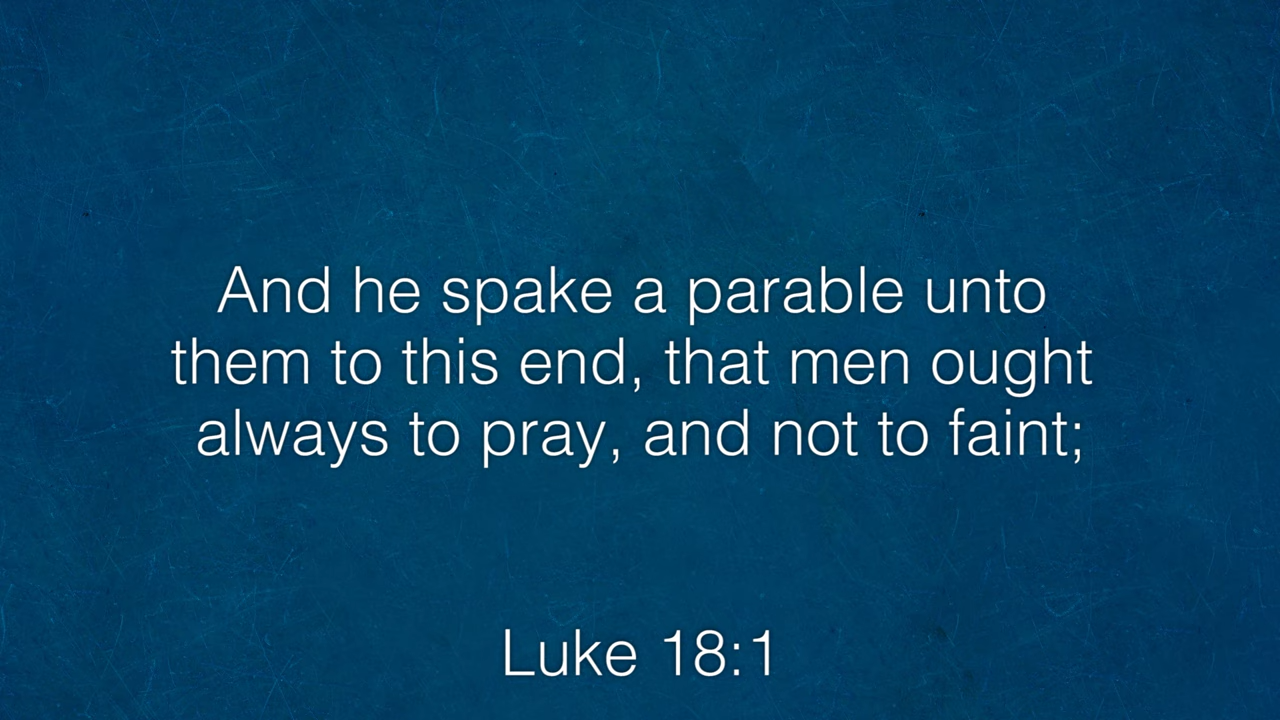 And he spake a parable unto
them to this end, that men ought
always to pray, and not to faint;
Luke 18:1